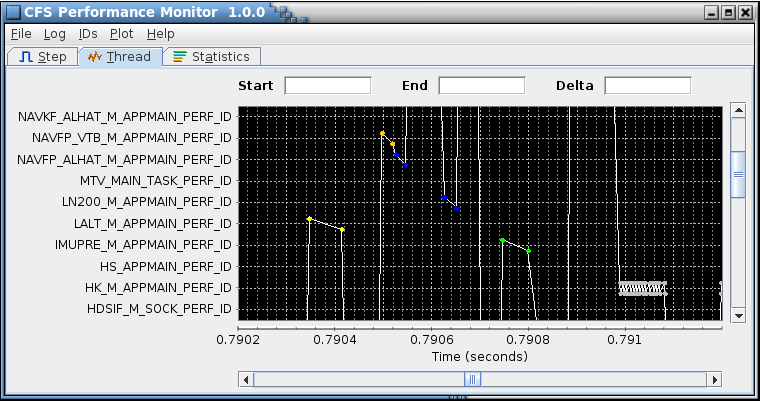 CFS Performance Monitor 1.0.0
File Log IDs Plot Help
Step Thread Statistics
Start End Delta
NAVKF_ALHAT_M_APPMAIN_PERF_ID
NAVFP_VTB_M_APPMAIN_PERF_ID
NAVFP_ALHAT_M_APPMAIN_PERF_ID
MTV_MAIN_TASK_PERF_ID
LN200_M_APPMAIN_PERF_ID
LALT_M_APPMAIN_PERF_ID
IMUPRE_M_APPMAIN_PERF_ID
HS_APPMAIN_PERF_ID
HK_M_APPMAIN_PERF_ID
HDSIF_M_SOCK_PERF_ID
0.7902 0.7904 0.7906 0.7908 0.791
Time (seconds)